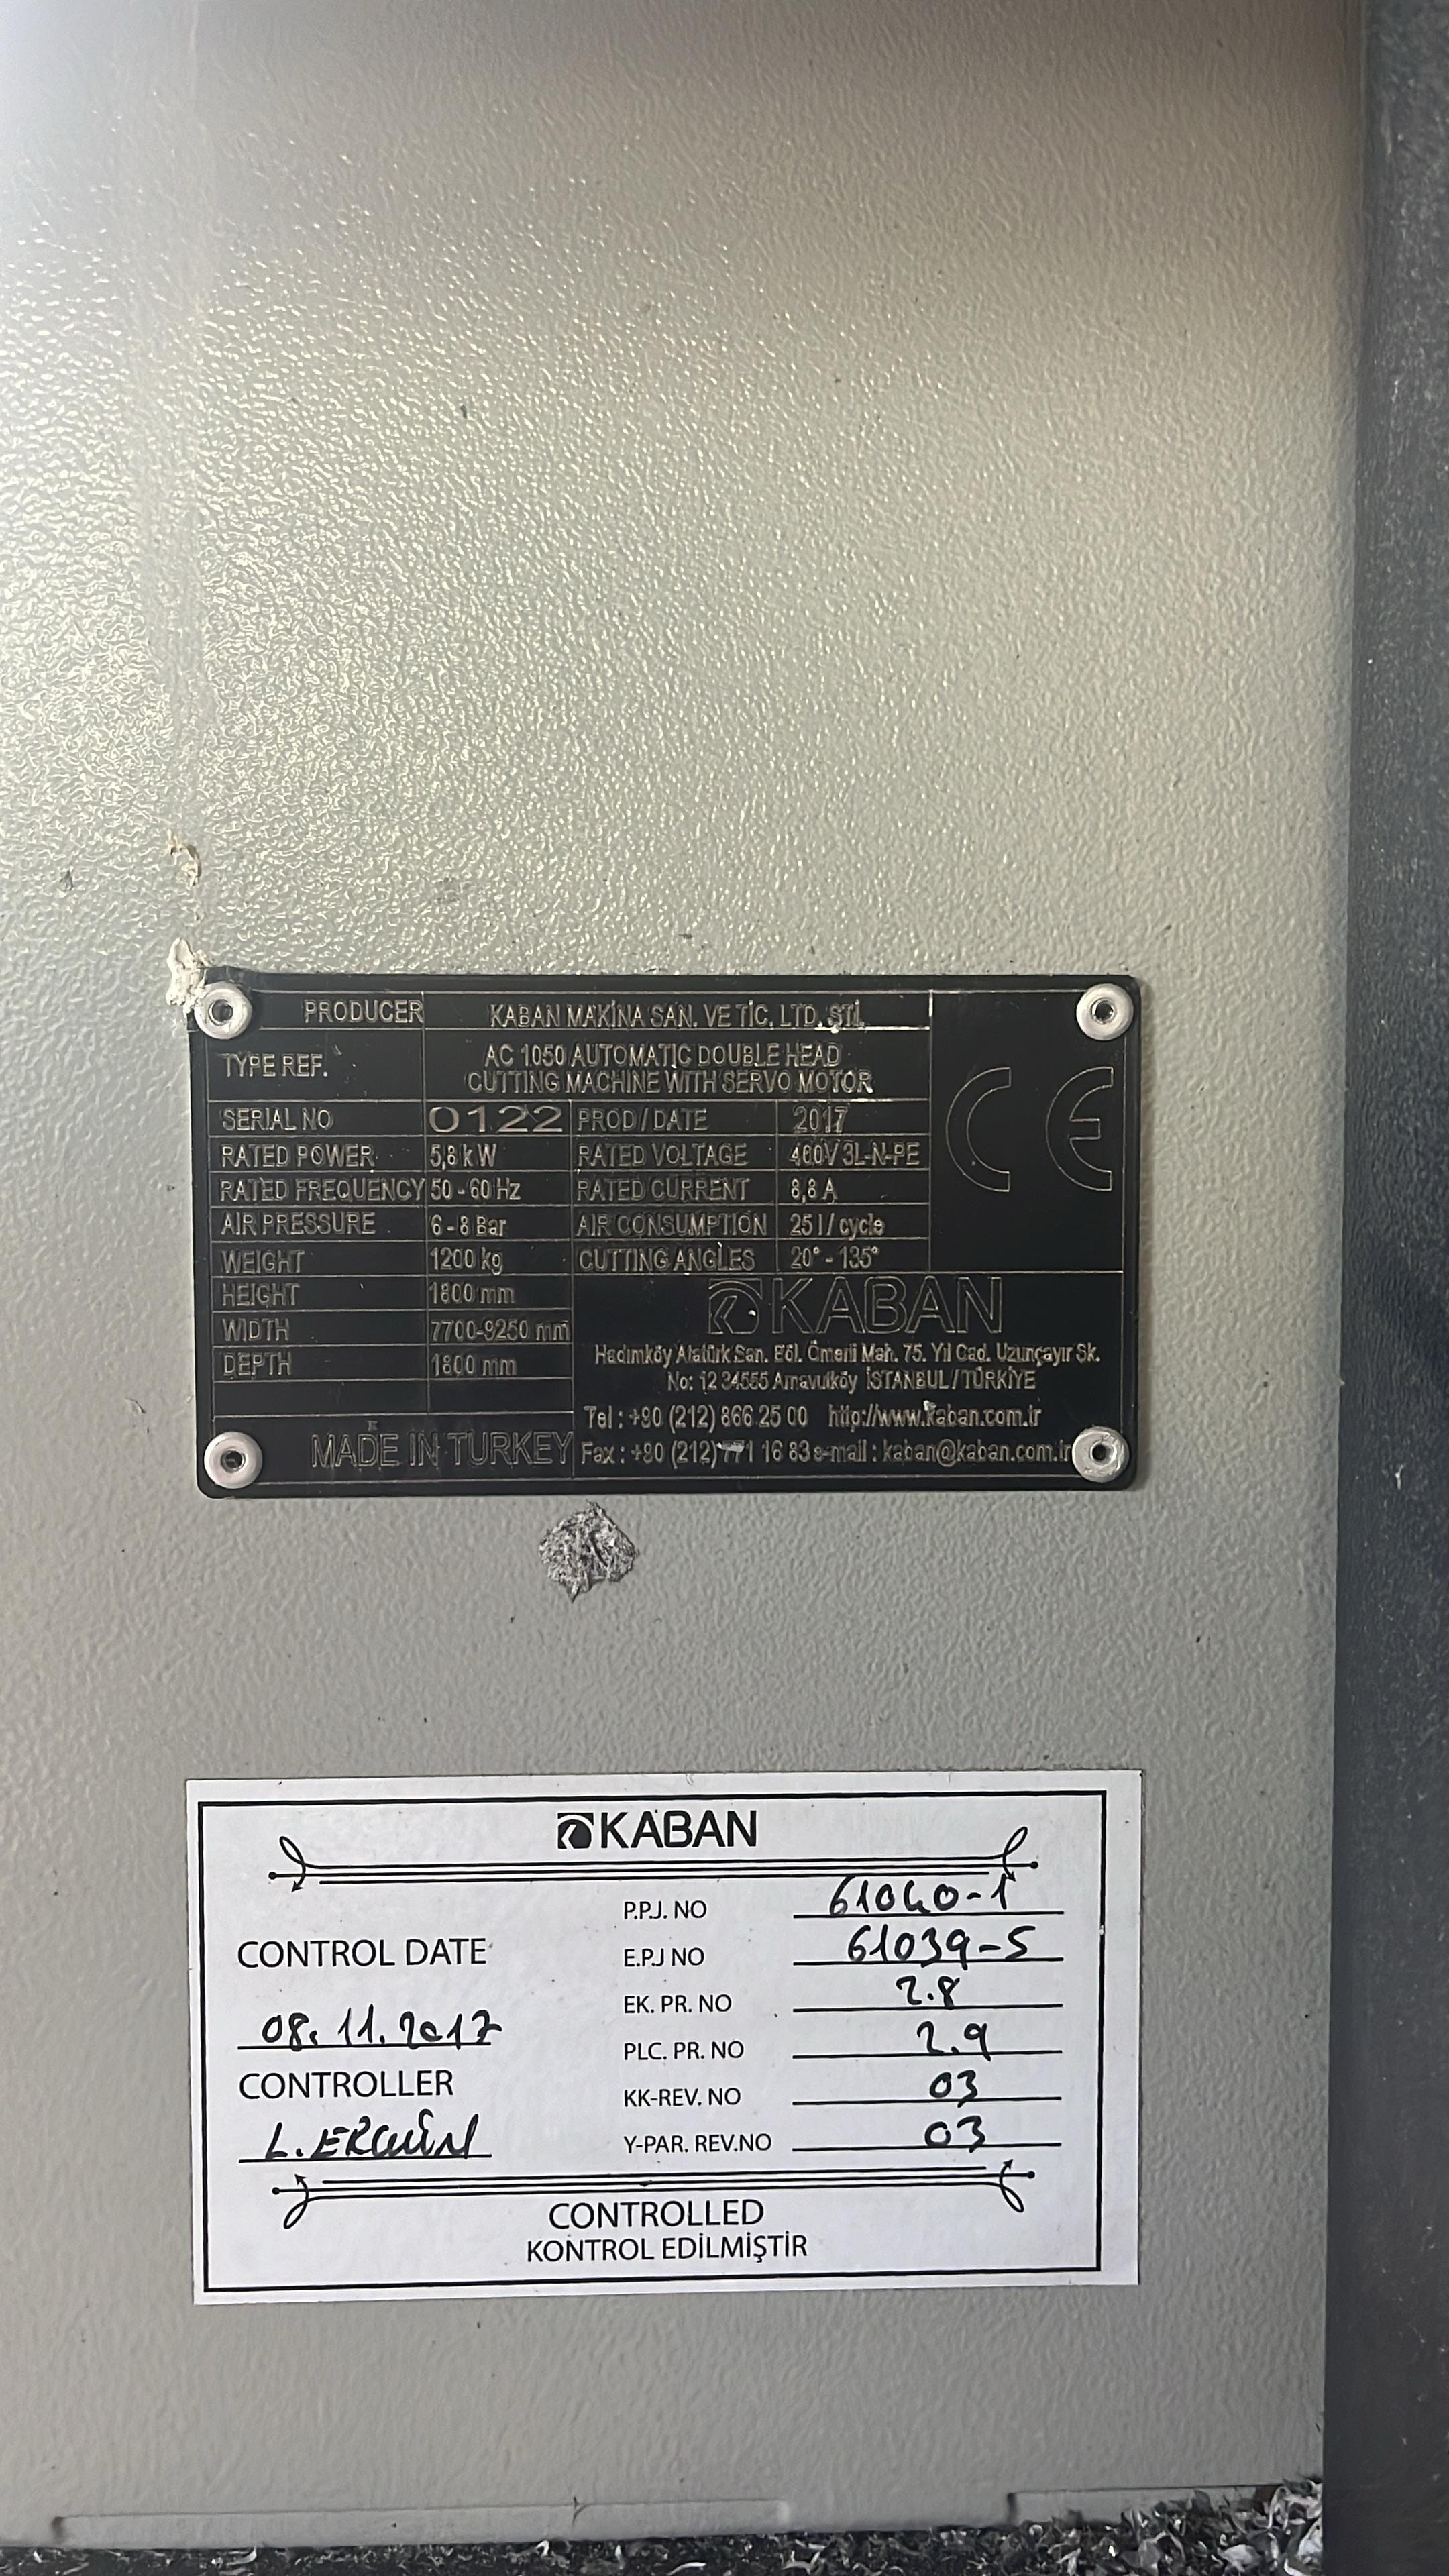 PRODUCER KABAN MAKİNA SAN. VE TİC. LTD. ŞTİ.
TYPE REF. AC 1050 AUTOMATIC DOUBLE HEAD
CUTTING MACHINE WITH SERVO MOTOR
SERIAL NO 0122 PROD / DATE 2017
RATED POWER 5,8 kW RATED VOLTAGE 400V 3L-N-PE
RATED FREQUENCY 50 - 60 Hz RATED CURRENT 8,8 A
AIR PRESSURE 6 - 8 Bar AIR CONSUMPTION 25 l / cycle
WEIGHT 1200 kg CUTTING ANGLES 20° - 135°
HEIGHT 1800 mm
WIDTH 7700-9250 mm
DEPTH 1800 mm
MADE IN TURKEY
CE
KABAN
Hadımköy Atatürk San. Böl. Ömerli Mah. 75. Yıl Cad. Uzunçayır Sk.
No: 12 34555 Arnavutköy İSTANBUL / TÜRKİYE
Tel : +90 (212) 866 25 00 http://www.kaban.com.tr
Fax : +90 (212) 771 16 83 e-mail : kaban@kaban.com.tr
KABAN
CONTROL DATE
08.11.2017
CONTROLLER
L.ERGÜN
P.P.J. NO 61040-1
E.P.J NO 61039-5
EK. PR. NO 2.8
PLC. PR. NO 2.9
KK-REV. NO 03
Y-PAR. REV.NO 03
CONTROLLED
KONTROL EDİLMİŞTİR